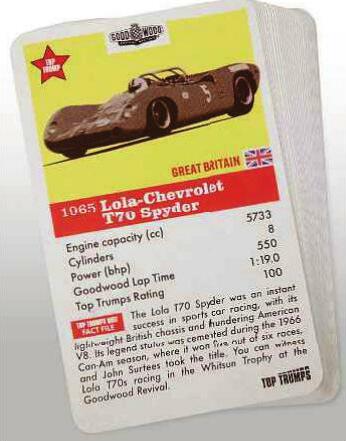 GOOD WOOD
TOP
TRUMP
GREAT BRITAIN
1965 Lola-Chevrolet
T70 Spyder
Engine capacity (cc) 5733
Cylinders 8
Power (bhp) 550
Goodwood Lap Time 1:19.0
Top Trumps Rating 100
FACT FILE The Lola T70 Spyder was an instant
success in sports car racing, with its
lightweight British chassis and thundering American
V8. Its legend status was cemented during the 1966
Can-Am season, where it won five out of six races,
and John Surtees took the title. You can witness
Lola T70s racing in the Whitsun Trophy at the
Goodwood Revival.
TOP TRUMPS